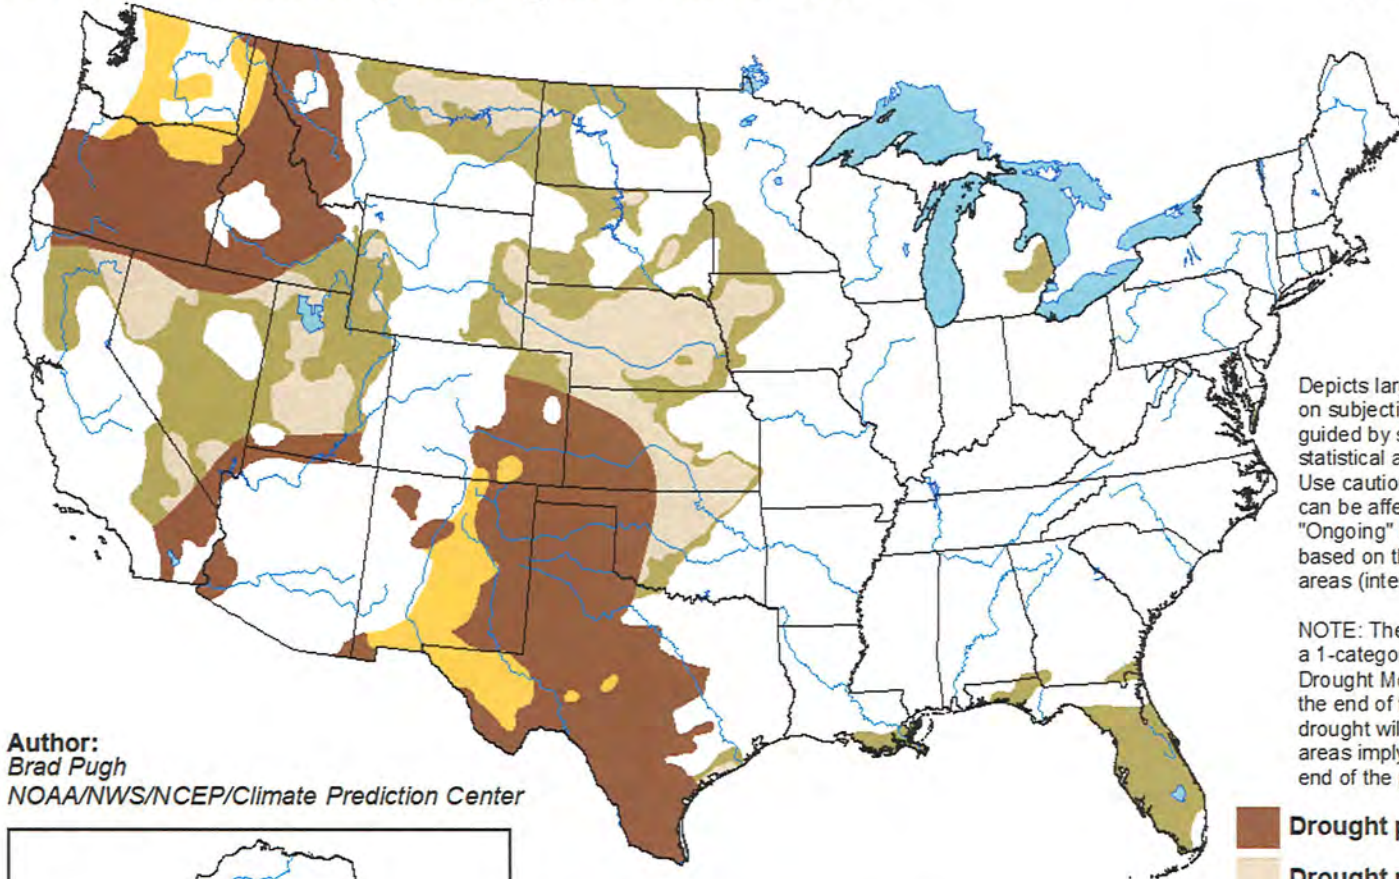 Depicts lar
on subjecti
guided by s
statistical a
Use cautio
can be affe
"Ongoing"
based on th
areas (inte
NOTE: The
a 1-catego
Drought Mo
the end of
drought wil
areas imply
end of the
Author:
Brad Pugh
NOAA/NWS/NCEP/Climate Prediction Center
Drought p
Drought